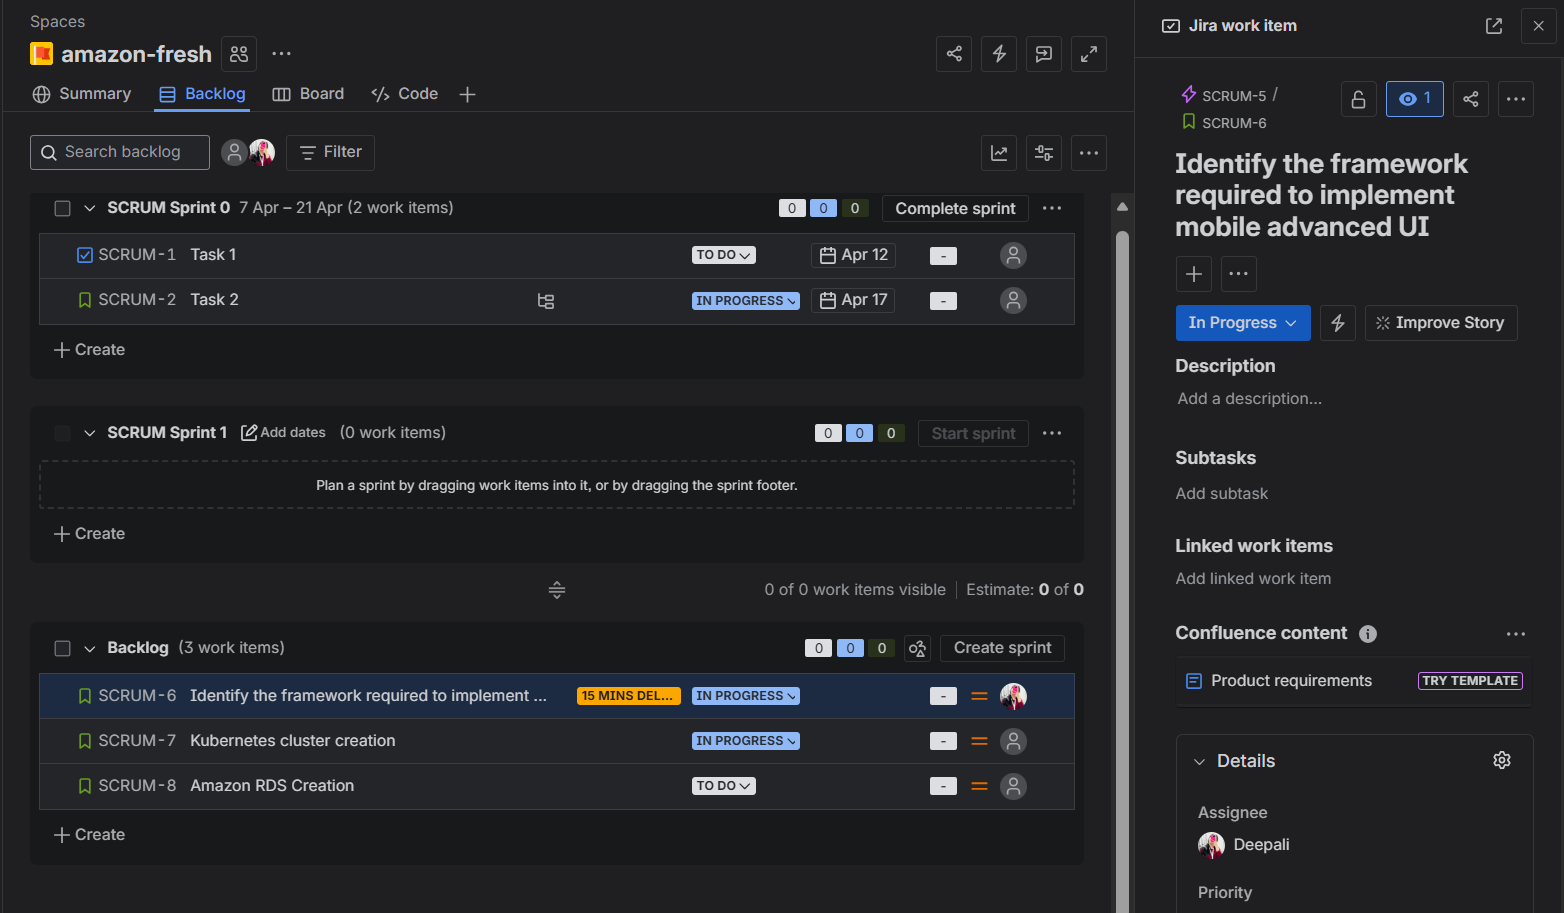 Spaces
amazon-fresh
Summary
Backlog
Board
Code
Search backlog
Filter
SCRUM Sprint 0 7 Apr – 21 Apr (2 work items)
0 0 0
Complete sprint
SCRUM-1 Task 1 TO DO Apr 12 -
SCRUM-2 Task 2 IN PROGRESS Apr 17 -
Create
SCRUM Sprint 1 Add dates (0 work items)
0 0 0
Start sprint
Plan a sprint by dragging work items into it, or by dragging the sprint footer.
Create
0 of 0 work items visible
Estimate: 0 of 0
Backlog (3 work items)
0 0 0
Create sprint
SCRUM-6 Identify the framework required to implement ... 15 MINS DEL... IN PROGRESS -
SCRUM-7 Kubernetes cluster creation IN PROGRESS -
SCRUM-8 Amazon RDS Creation TO DO -
Create
Jira work item
SCRUM-5 /
SCRUM-6
1
Identify the framework
required to implement
mobile advanced UI
In Progress
Improve Story
Description
Add a description...
Subtasks
Add subtask
Linked work items
Add linked work item
Confluence content
Product requirements TRY TEMPLATE
Details
Assignee
Deepali
Priority